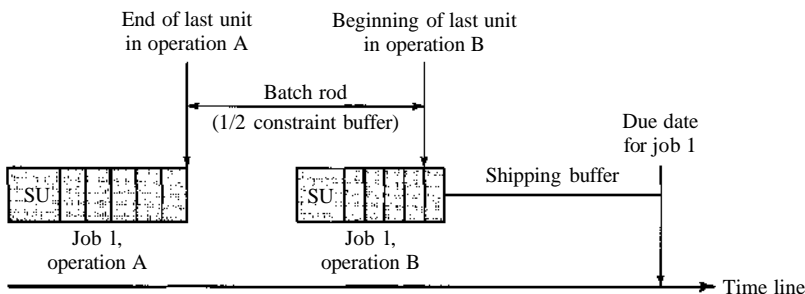 End of last unit
in operation A
Beginning of last unit
in operation B
Batch rod
(1/2 constraint buffer)
Due date
for job 1
Shipping buffer
SU
SU
Job 1,
operation A
Job 1,
operation B
Time line